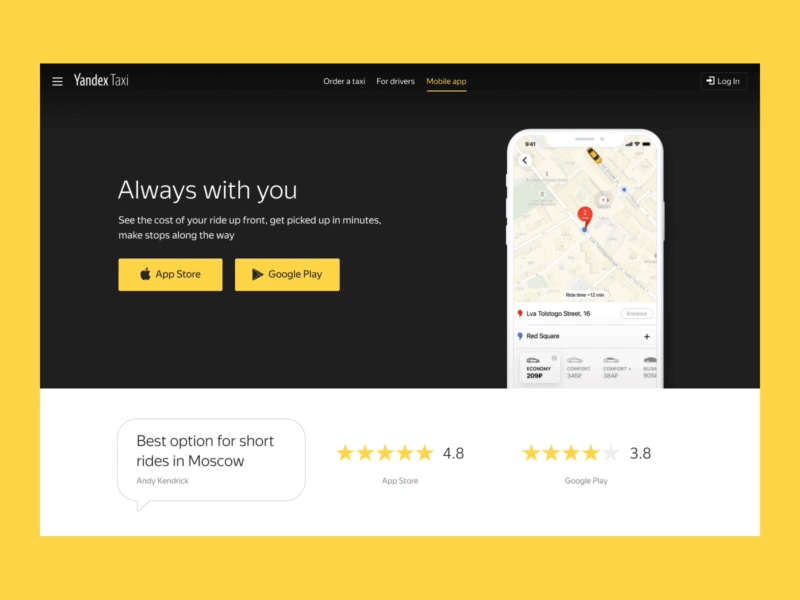 Yandex Taxi
Order a taxi
For drivers
Mobile app
Log In
Always with you
See the cost of your ride up front, get picked up in minutes,
make stops along the way
App Store
Google Play
9:41
Ride time ~12 min
Lva Tolstogo Street, 16
Browse
Red Square
ECONOMY
209₽
COMFORT
346₽
COMFORT +
384₽
BUSIN
905₽
Best option for short
rides in Moscow
Andy Kendrick
4.8
App Store
3.8
Google Play